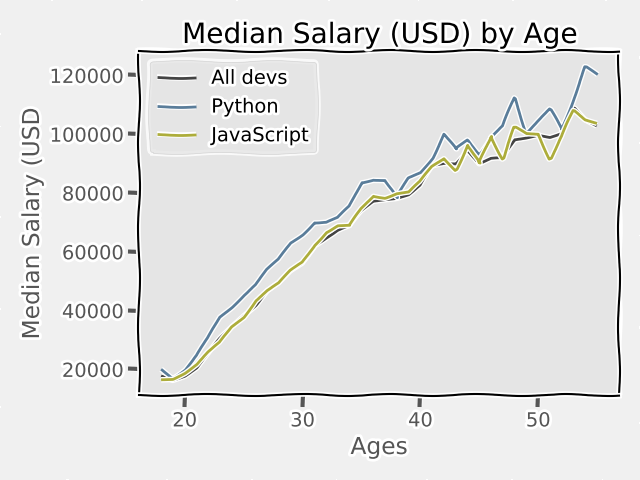 Median Salary (USD) by Age
All devs
Python
JavaScript
120000
100000
80000
60000
40000
20000
Median Salary (USD
20 30 40 50
Ages